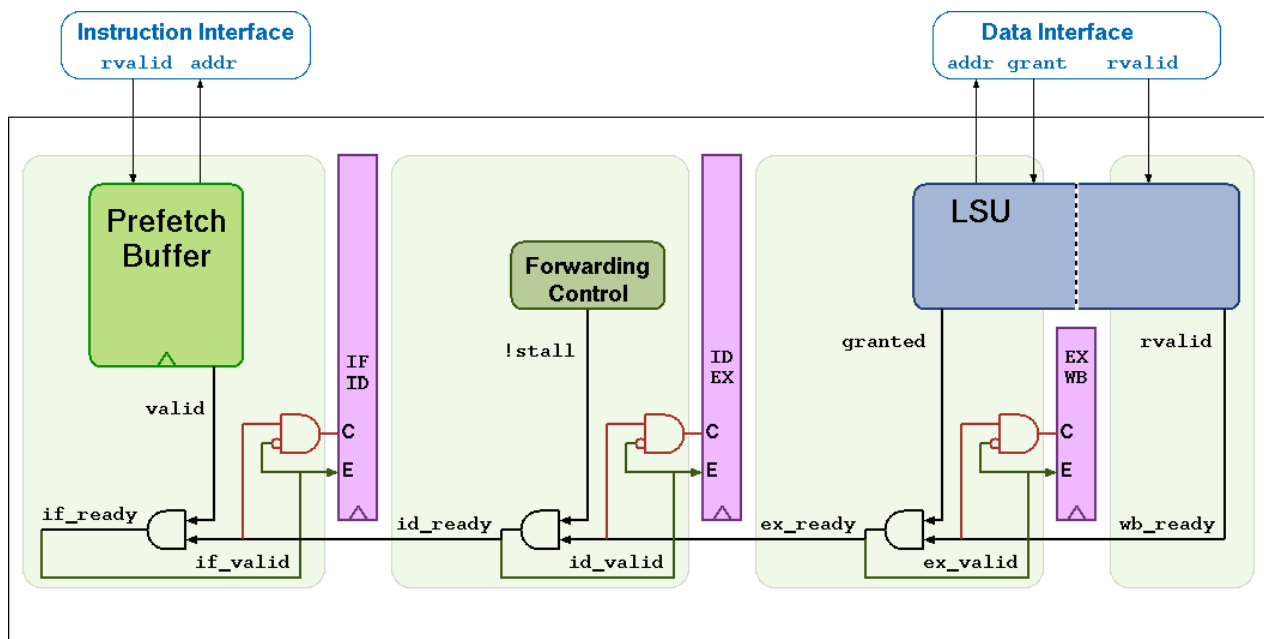 Instruction Interface
rvalid addr
Data Interface
addr grant rvalid
Prefetch
Buffer
LSU
Forwarding
Control
IF
ID
ID
EX
EX
WB
valid
!stall
granted
rvalid
C
E
C
E
C
E
if_ready
if_valid
id_ready
id_valid
ex_ready
ex_valid
wb_ready